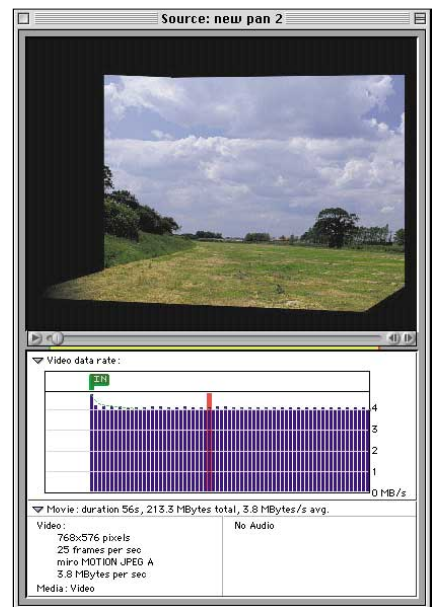 Source: new pan 2
Video data rate:
IN
4
3
2
1
0 MB/s
Movie: duration 56s, 213.3 MBytes total, 3.8 MBytes/s avg.
Video:
768x576 pixels
25 frames per sec
miro MOTION JPEG A
3.8 MBytes per sec
Media: Video
No Audio